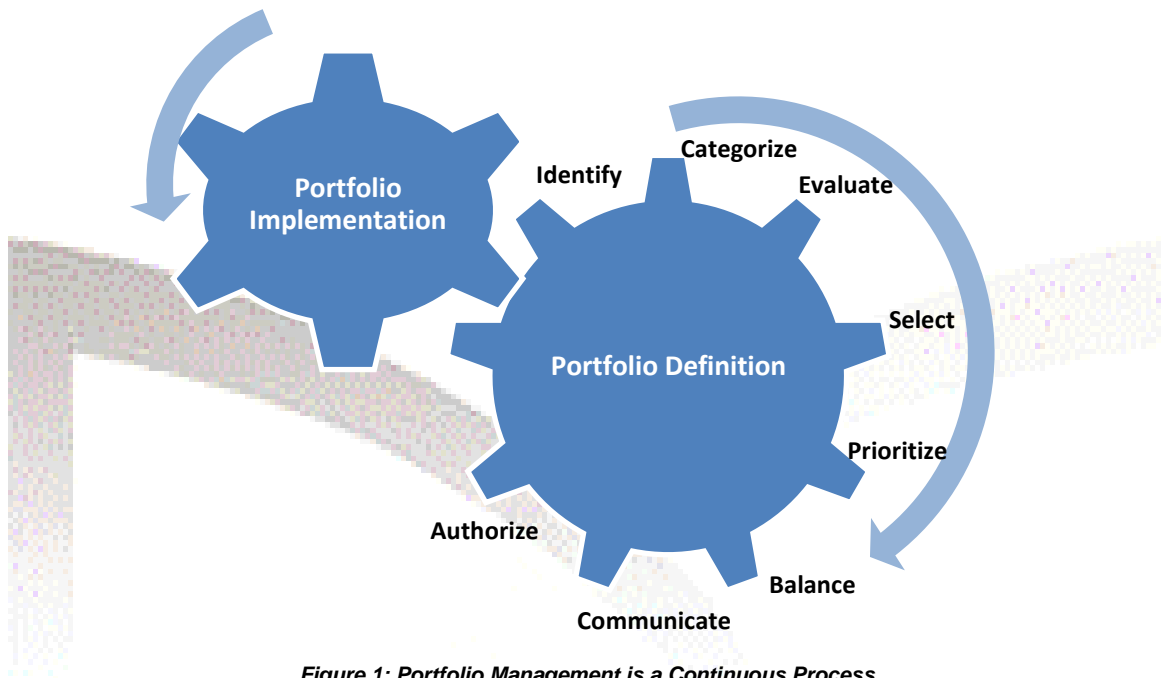 Portfolio
Implementation
Identify
Categorize
Evaluate
Select
Portfolio Definition
Prioritize
Authorize
Balance
Communicate
Figure 1: Portfolio Management is a Continuous Process